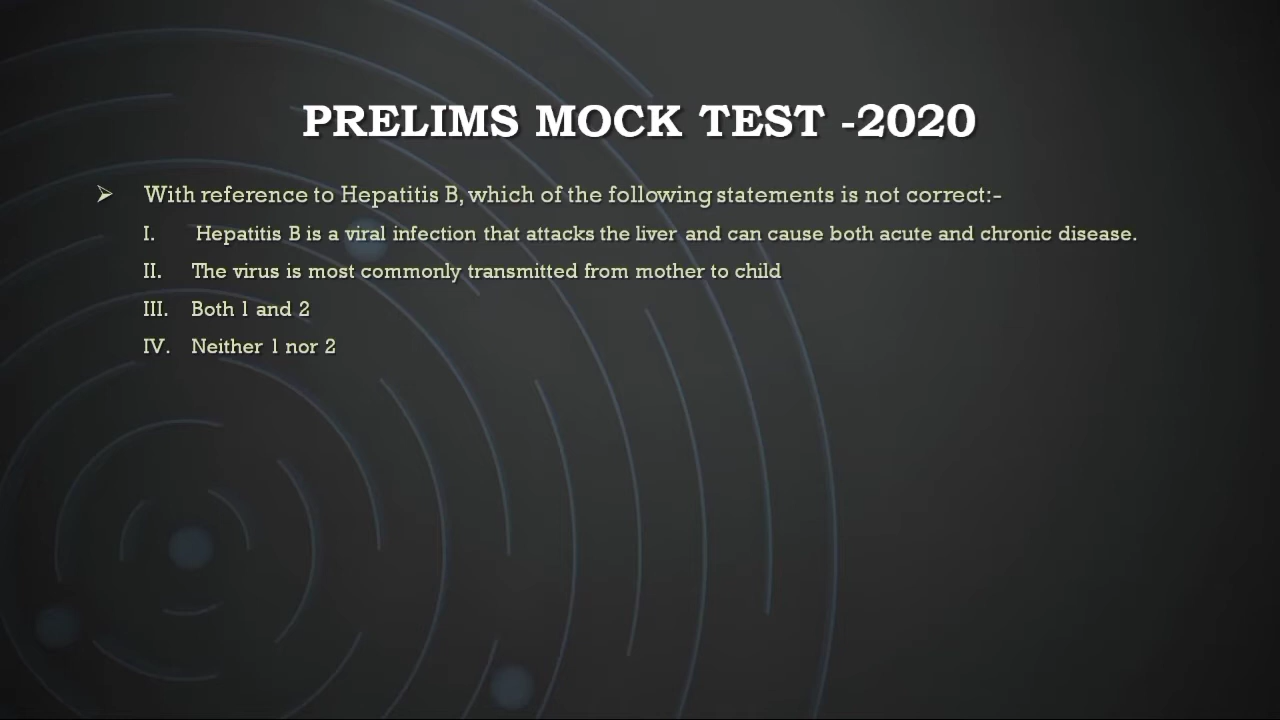 PRELIMS MOCK TEST -2020
➢ With reference to Hepatitis B, which of the following statements is not correct:-
I. Hepatitis B is a viral infection that attacks the liver and can cause both acute and chronic disease.
II. The virus is most commonly transmitted from mother to child
III. Both 1 and 2
IV. Neither 1 nor 2